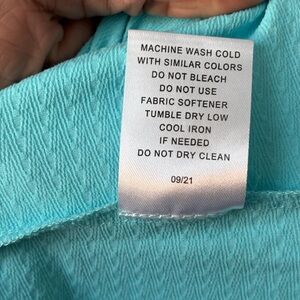 MACHINE WASH COLD
WITH SIMILAR COLORS
DO NOT BLEACH
DO NOT USE
FABRIC SOFTENER
TUMBLE DRY LOW
COOL IRON
IF NEEDED
DO NOT DRY CLEAN
09/21